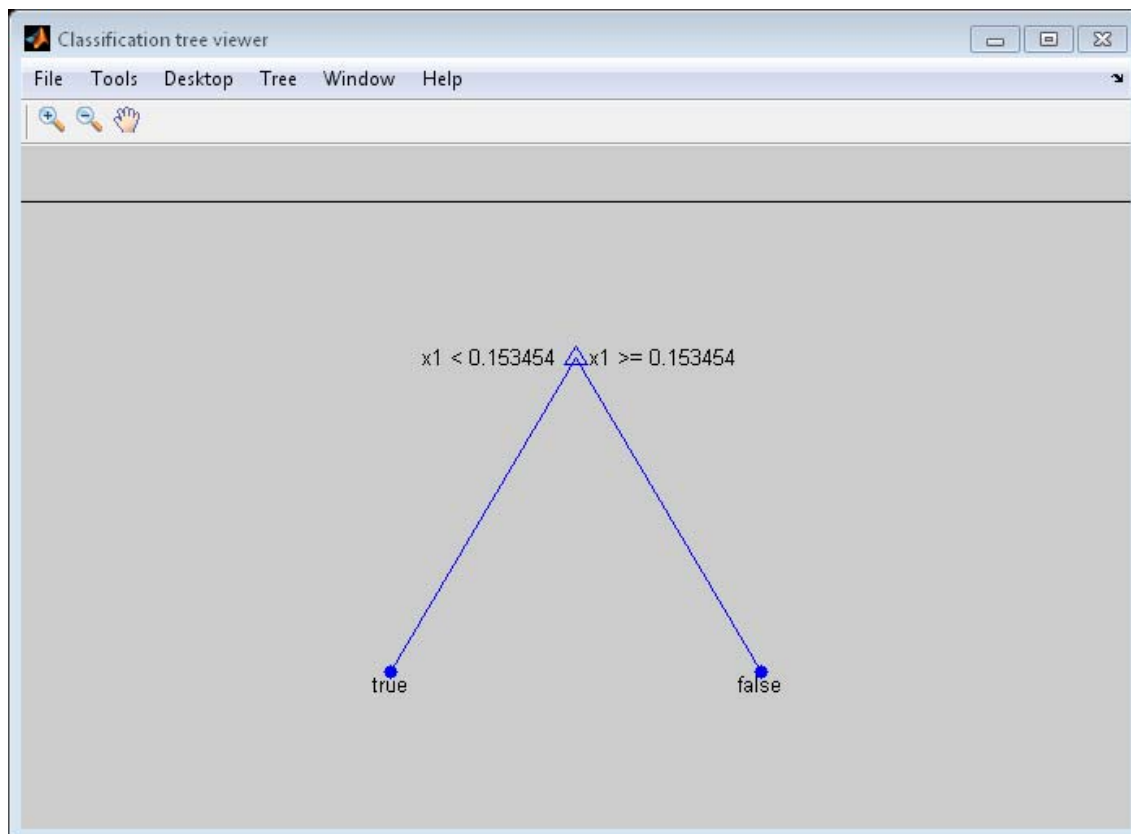 Classification tree viewer
File Tools Desktop Tree Window Help
x1 < 0.153454 x1 >= 0.153454
true false